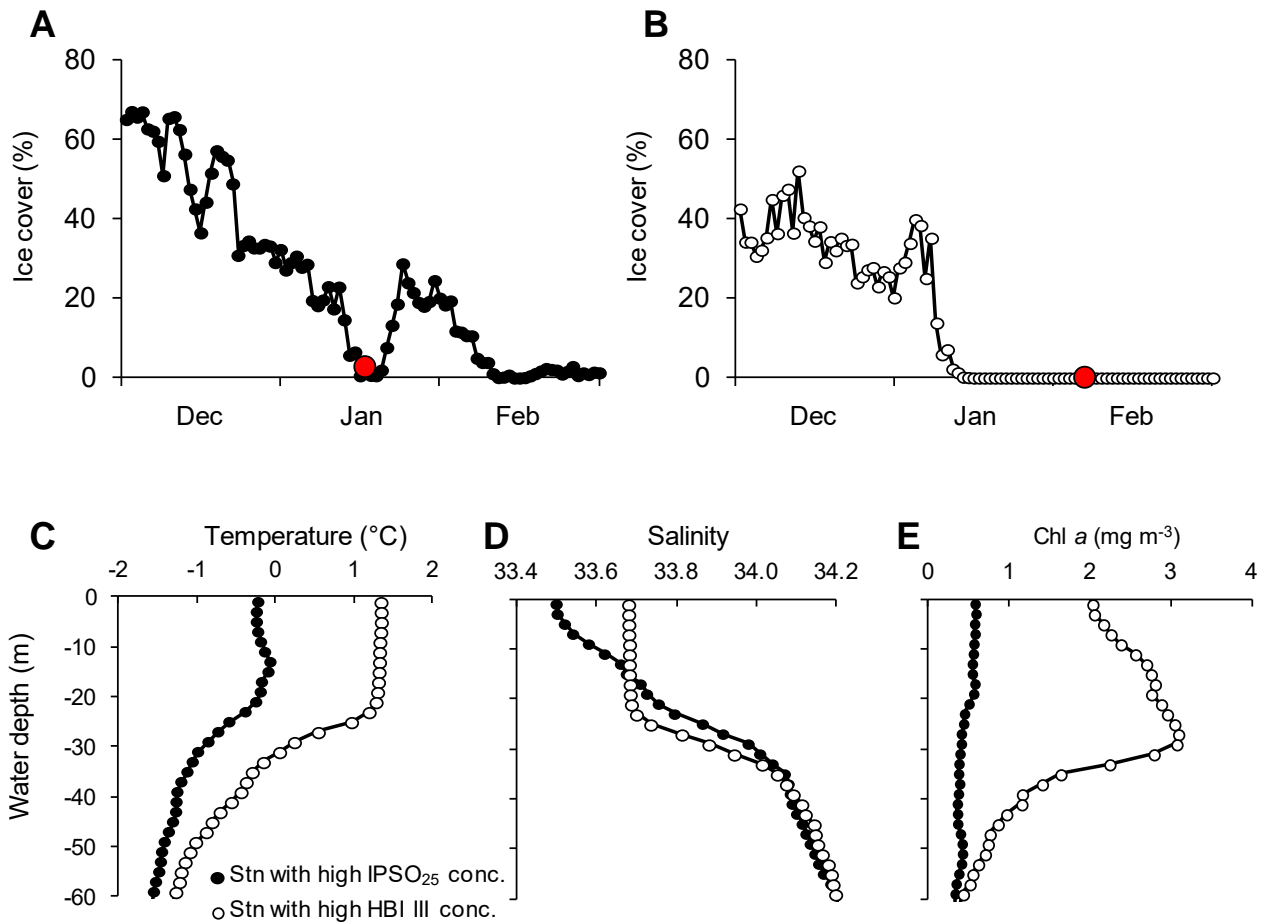 A
B
80
60
40
20
0
Ice cover (%)
Dec
Jan
Feb
80
60
40
20
0
Ice cover (%)
Dec
Jan
Feb
C
Temperature (°C)
-2
-1
0
1
2
0
-10
-20
-30
-40
-50
-60
Water depth (m)
Stn with high IPSO₂₅ conc.
Stn with high HBI III conc.
D
Salinity
33.4
33.6
33.8
34.0
34.2
E
Chl a (mg m⁻³)
0
1
2
3
4